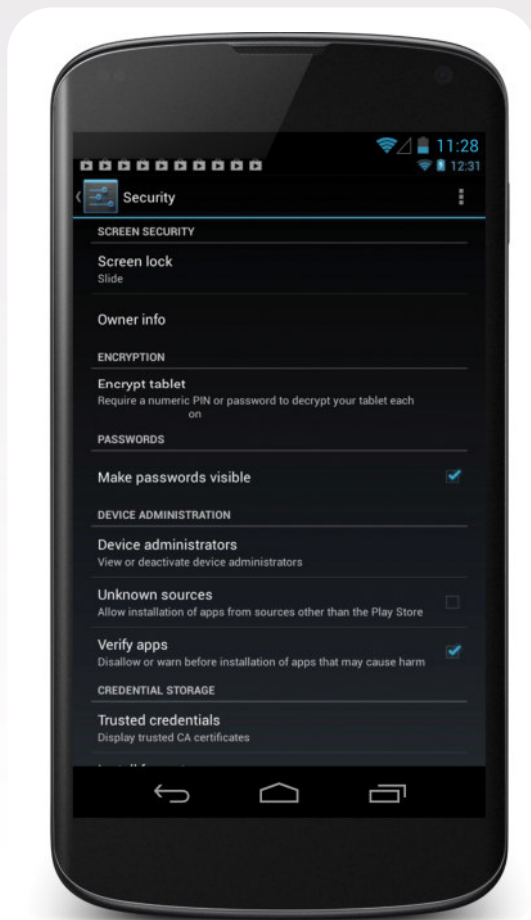 11:28
12:31
Security
SCREEN SECURITY
Screen lock
Slide
Owner info
ENCRYPTION
Encrypt tablet
Require a numeric PIN or password to decrypt your tablet each
on
PASSWORDS
Make passwords visible
DEVICE ADMINISTRATION
Device administrators
View or deactivate device administrators
Unknown sources
Allow installation of apps from sources other than the Play Store
Verify apps
Disallow or warn before installation of apps that may cause harm
CREDENTIAL STORAGE
Trusted credentials
Display trusted CA certificates